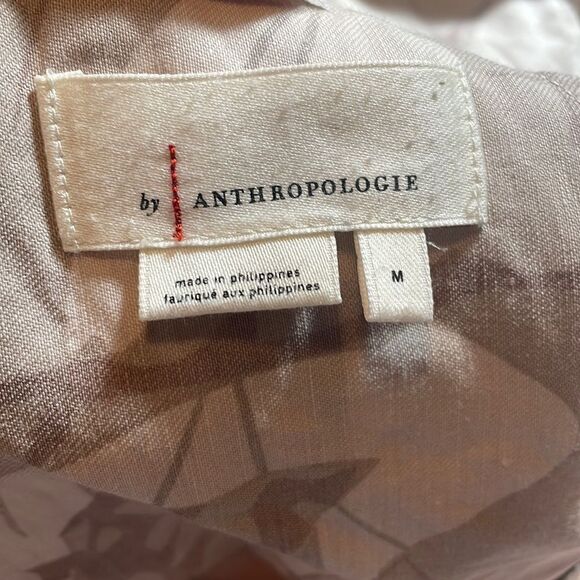 by ANTHROPOLOGIE
made in philippines
fabriqué aux philippines
M